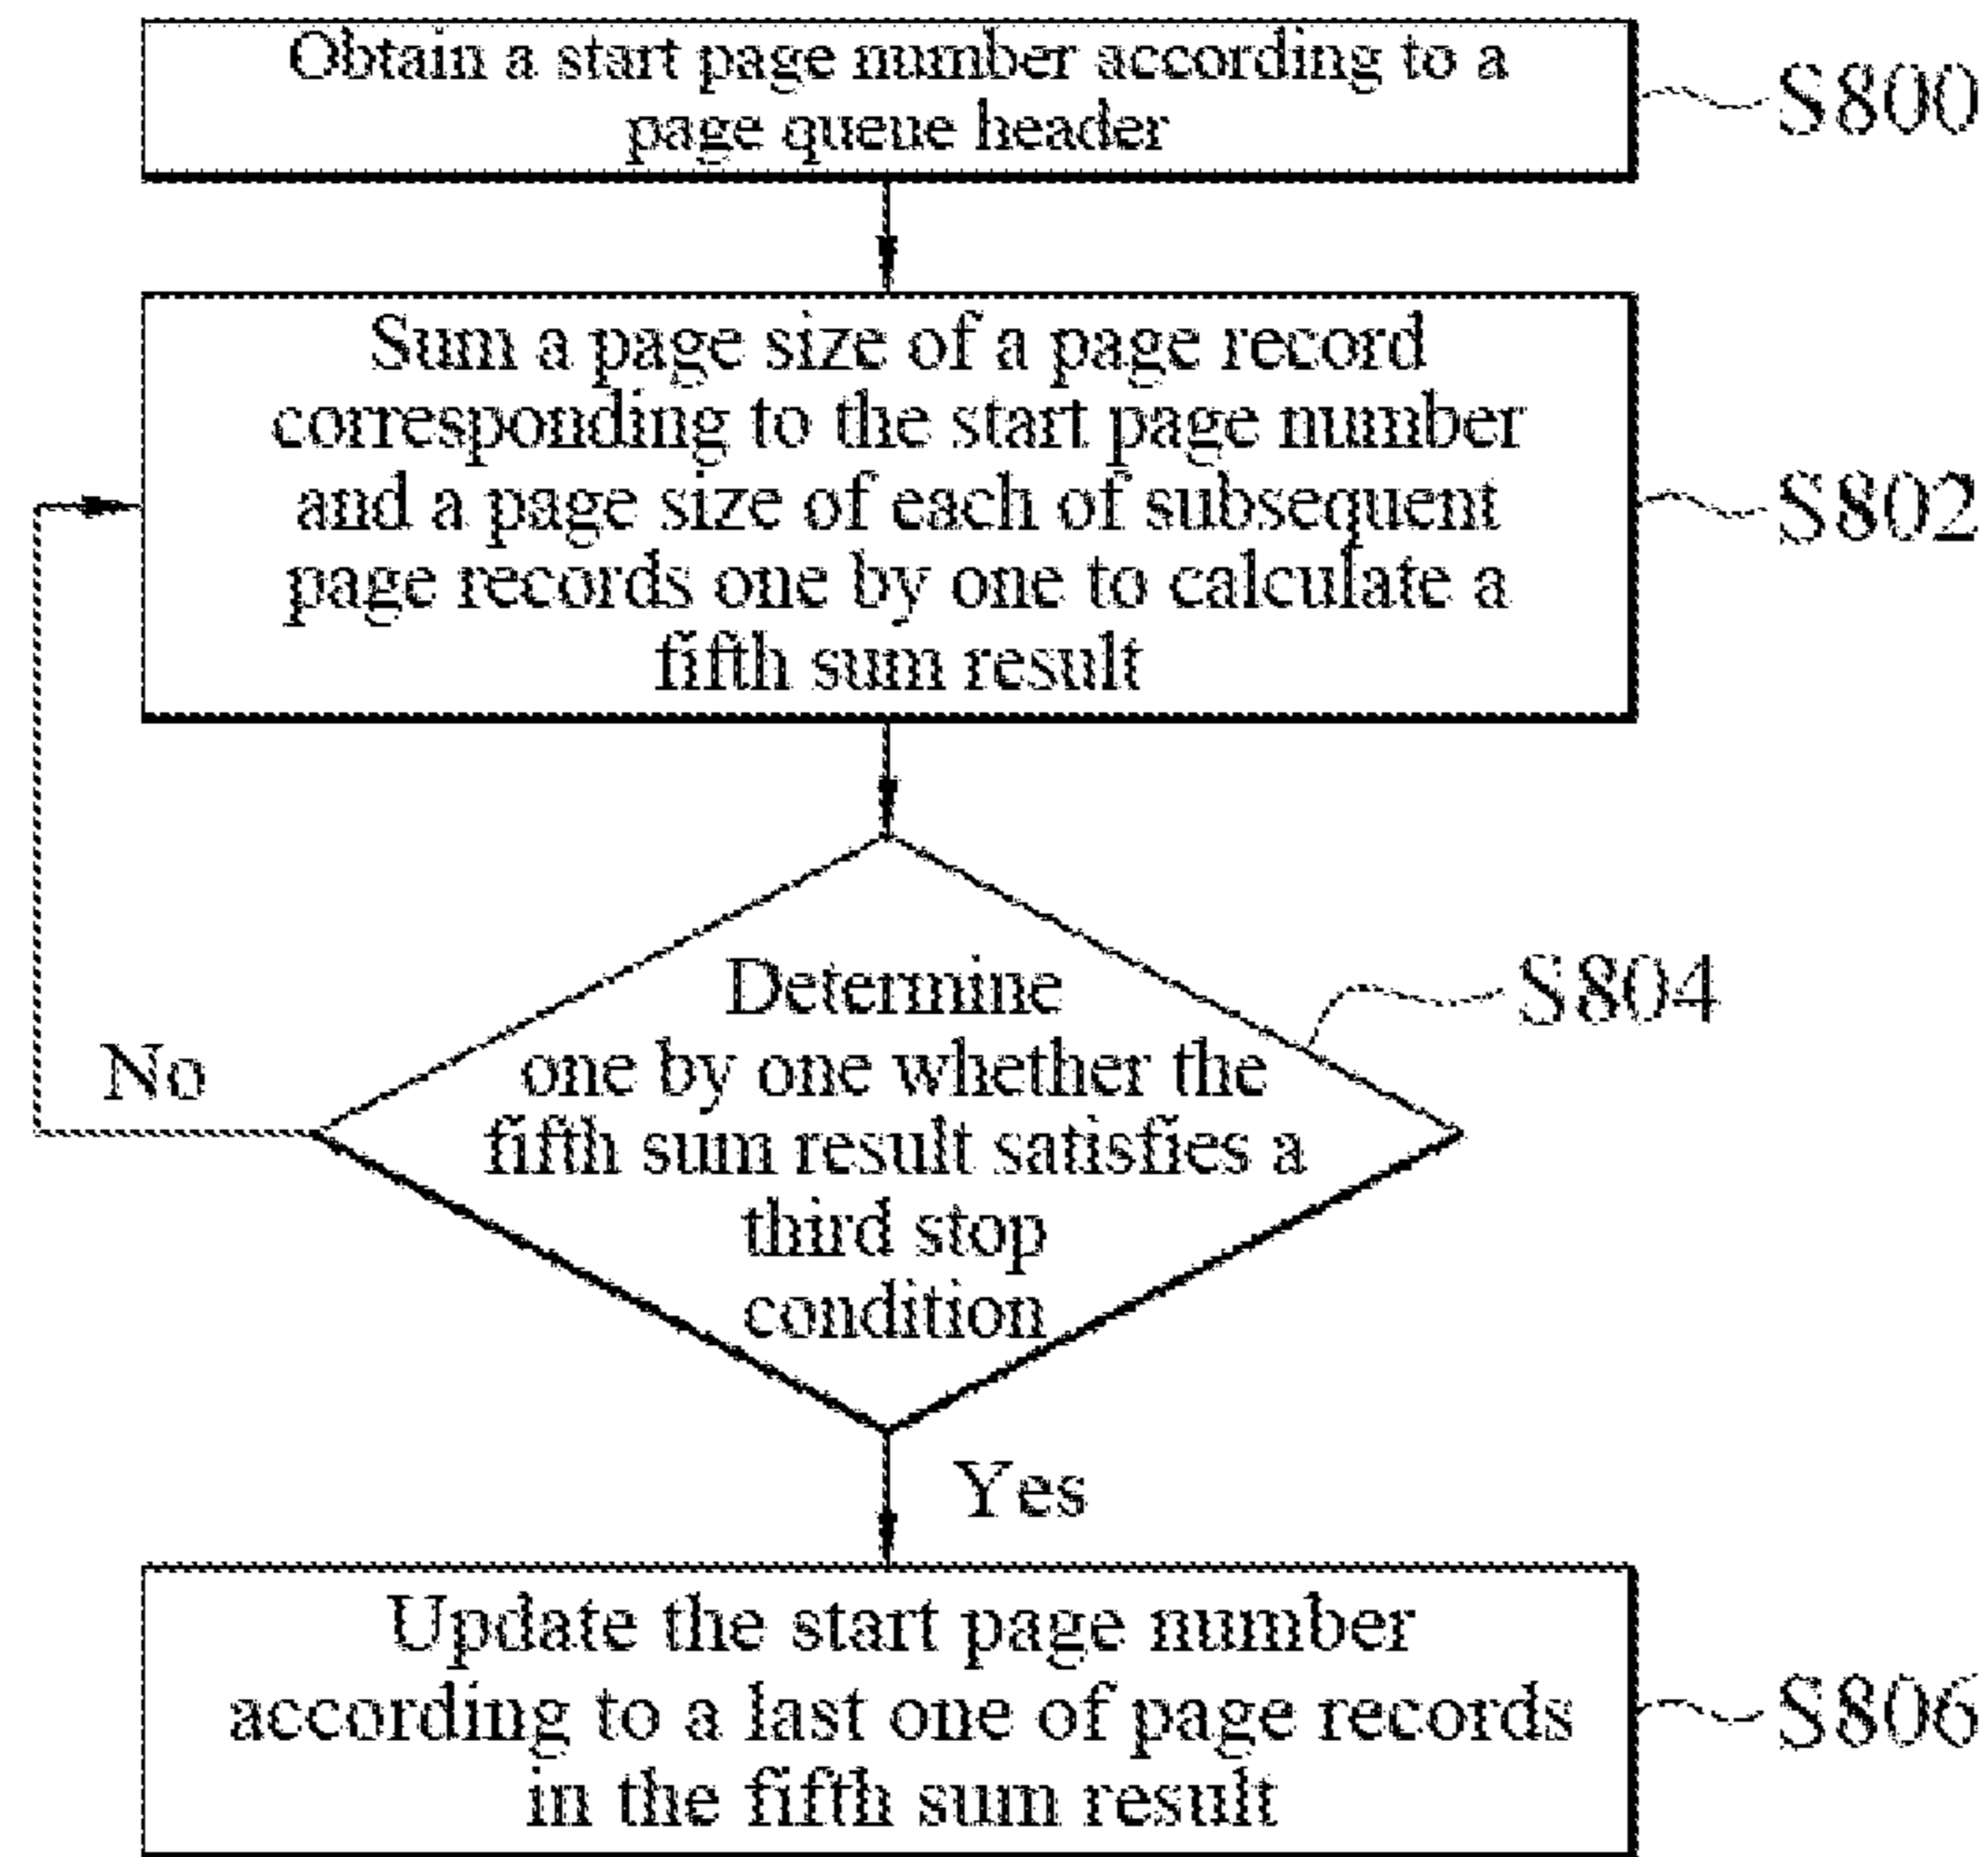 Obtain a start page number according to a
page queue header
S800
Sum a page size of a page record
corresponding to the start page number
and a page size of each of subsequent
page records one by one to calculate a
fifth sum result
S802
Determine
one by one whether the
fifth sum result satisfies a
third stop
condition
S804
No
Yes
Update the start page number
according to a last one of page records
in the fifth sum result
S806